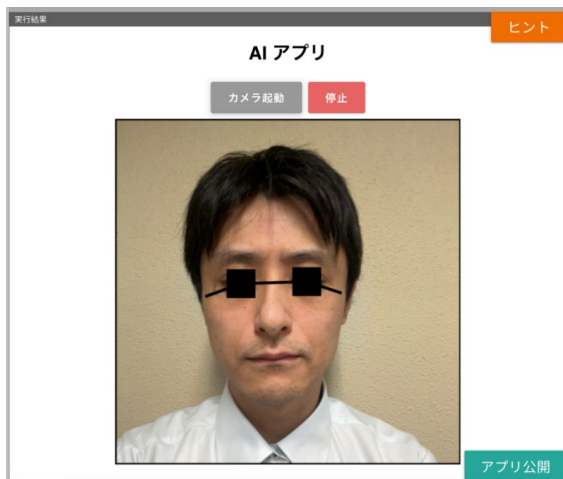 実行結果
ヒント
AI アプリ
カメラ起動
停止
アプリ公開